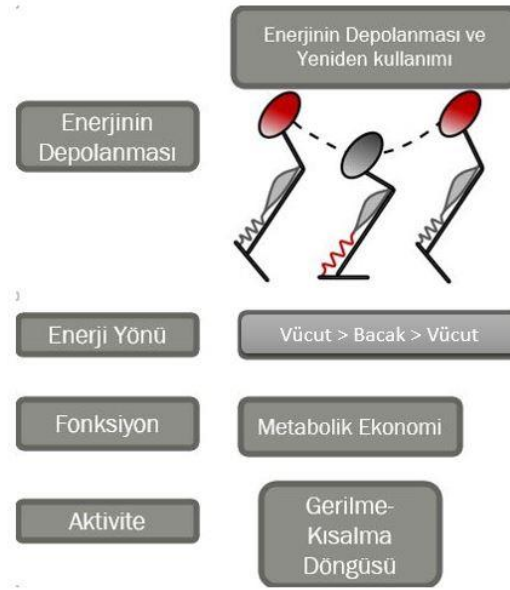 Enerjinin Depolanması ve
Yeniden kullanımı
Enerjinin
Depolanması
Enerji Yönü
Vücut > Bacak > Vücut
Fonksiyon
Metabolik Ekonomi
Aktivite
Gerilme-
Kısalma
Döngüsü